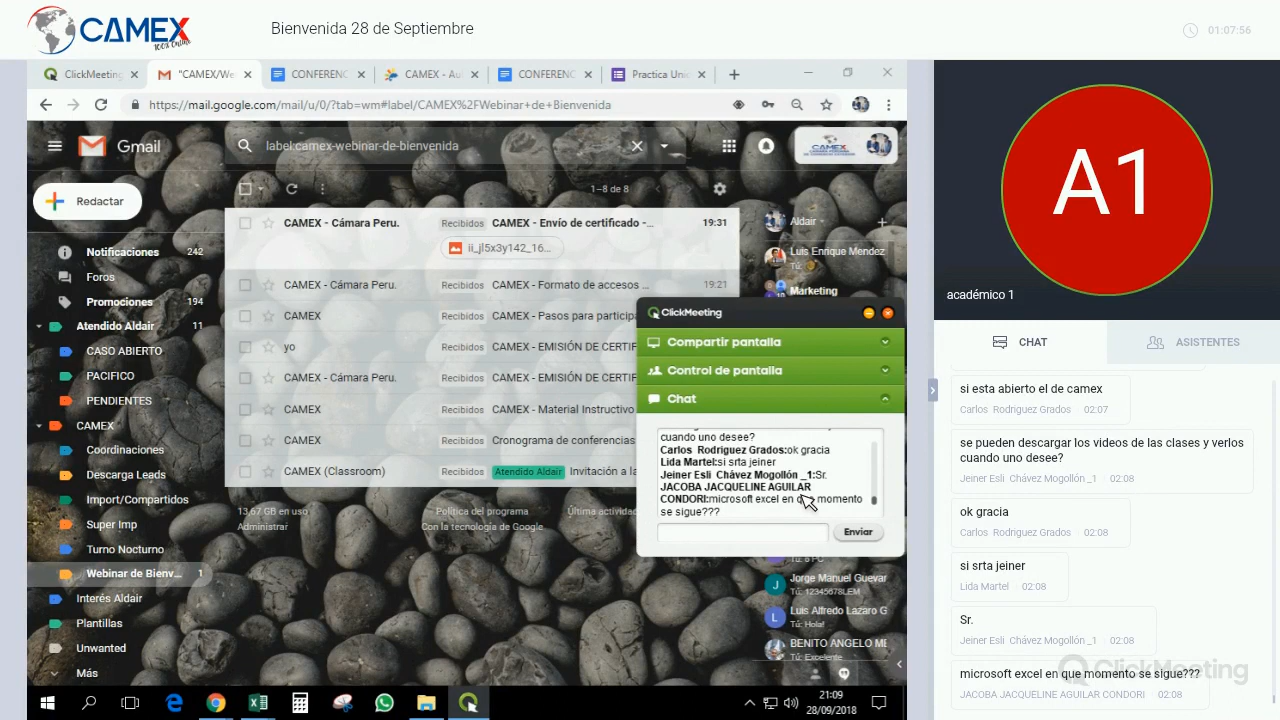 CAMEX
100% Online
Bienvenida 28 de Septiembre
01:07:56
ClickMeeting
"CAMEX/We
CONFERENC
CAMEX - Au
CONFERENC
Practica Uni
https://mail.google.com/mail/u/0/?tab=wm#label/CAMEX%2FWebinar+de+Bienvenida
Gmail
label:camex-webinar-de-bienvenida
CAMEX
Redactar
1–8 de 8
Notificaciones 242
Foros
Promociones 194
Atendido Aldair 11
CASO ABIERTO
PACIFICO
PENDIENTES
CAMEX
Coordinaciones
Descarga Leads
Import/Compartidos
Super Imp
Turno Nocturno
Webinar de Bienv... 1
Interés Aldair
Plantillas
Unwanted
Más
CAMEX - Cámara Peru. Recibidos CAMEX - Envío de certificado -... 19:31
ii_jl5x3y142_16...
CAMEX - Cámara Peru. Recibidos CAMEX - Formato de accesos ... 19:21
CAMEX Recibidos CAMEX - Pasos para participa
yo Recibidos CAMEX - EMISIÓN DE CERTIF
CAMEX - Cámara Peru. Recibidos CAMEX - EMISIÓN DE CERTIF
CAMEX Recibidos CAMEX - Material Instructivo
CAMEX Recibidos Cronograma de conferencias
CAMEX (Classroom) Recibidos Atendido Aldair Invitación a la
13,67 GB en uso
Administrar
Política del programa
Con la tecnología de Google
Última actividad
Aldair
Luis Enrique Mendez
Tú:
Marketing
ClickMeeting
Compartir pantalla
Control de pantalla
Chat
cuando uno desee?
Carlos Rodriguez Grados:ok gracia
Lida Martel:si srta jeiner
Jeiner Esli Chávez Mogollón _1:Sr.
JACOBA JACQUELINE AGUILAR
CONDORI:microsoft excel en que momento
se sigue???
Enviar
Tú: 8 PC
Jorge Manuel Guevar
Tú: 12345678LEM
Luis Alfredo Lazaro G
Tú: Hola!
BENITO ANGELO ME
Tú: Excelente
21:09
28/09/2018
A1
académico 1
CHAT
ASISTENTES
si esta abierto el de camex
Carlos Rodriguez Grados 02:07
se pueden descargar los videos de las clases y verlos
cuando uno desee?
Jeiner Esli Chávez Mogollón _1 02:08
ok gracia
Carlos Rodriguez Grados 02:08
si srta jeiner
Lida Martel 02:08
Sr.
Jeiner Esli Chávez Mogollón _1 02:08
microsoft excel en que momento se sigue???
JACOBA JACQUELINE AGUILAR CONDORI 02:08
ClickMeeting